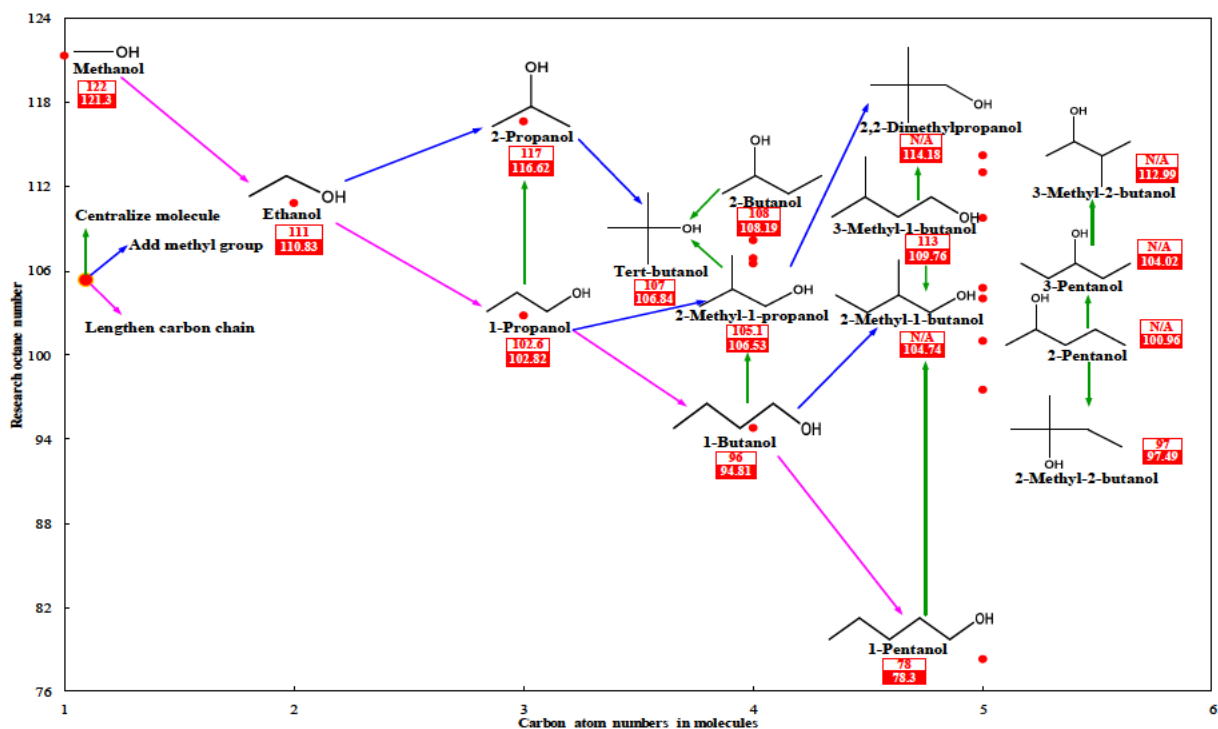 124
118
112
106
100
94
88
82
76
Research octane number
1
2
3
4
5
6
Carbon atom numbers in molecules
Centralize molecule
Add methyl group
Lengthen carbon chain
OH
Methanol
122
121.3
OH
Ethanol
111
110.83
OH
2-Propanol
117
116.62
OH
1-Propanol
102.6
102.82
OH
Tert-butanol
107
106.84
OH
2-Butanol
108
108.19
OH
2-Methyl-1-propanol
105.1
106.53
OH
1-Butanol
96
94.81
OH
2,2-Dimethylpropanol
N/A
114.18
OH
3-Methyl-1-butanol
113
109.76
OH
2-Methyl-1-butanol
N/A
104.74
OH
1-Pentanol
78
78.3
OH
3-Methyl-2-butanol
N/A
112.99
OH
3-Pentanol
N/A
104.02
OH
2-Pentanol
N/A
100.96
OH
2-Methyl-2-butanol
97
97.49